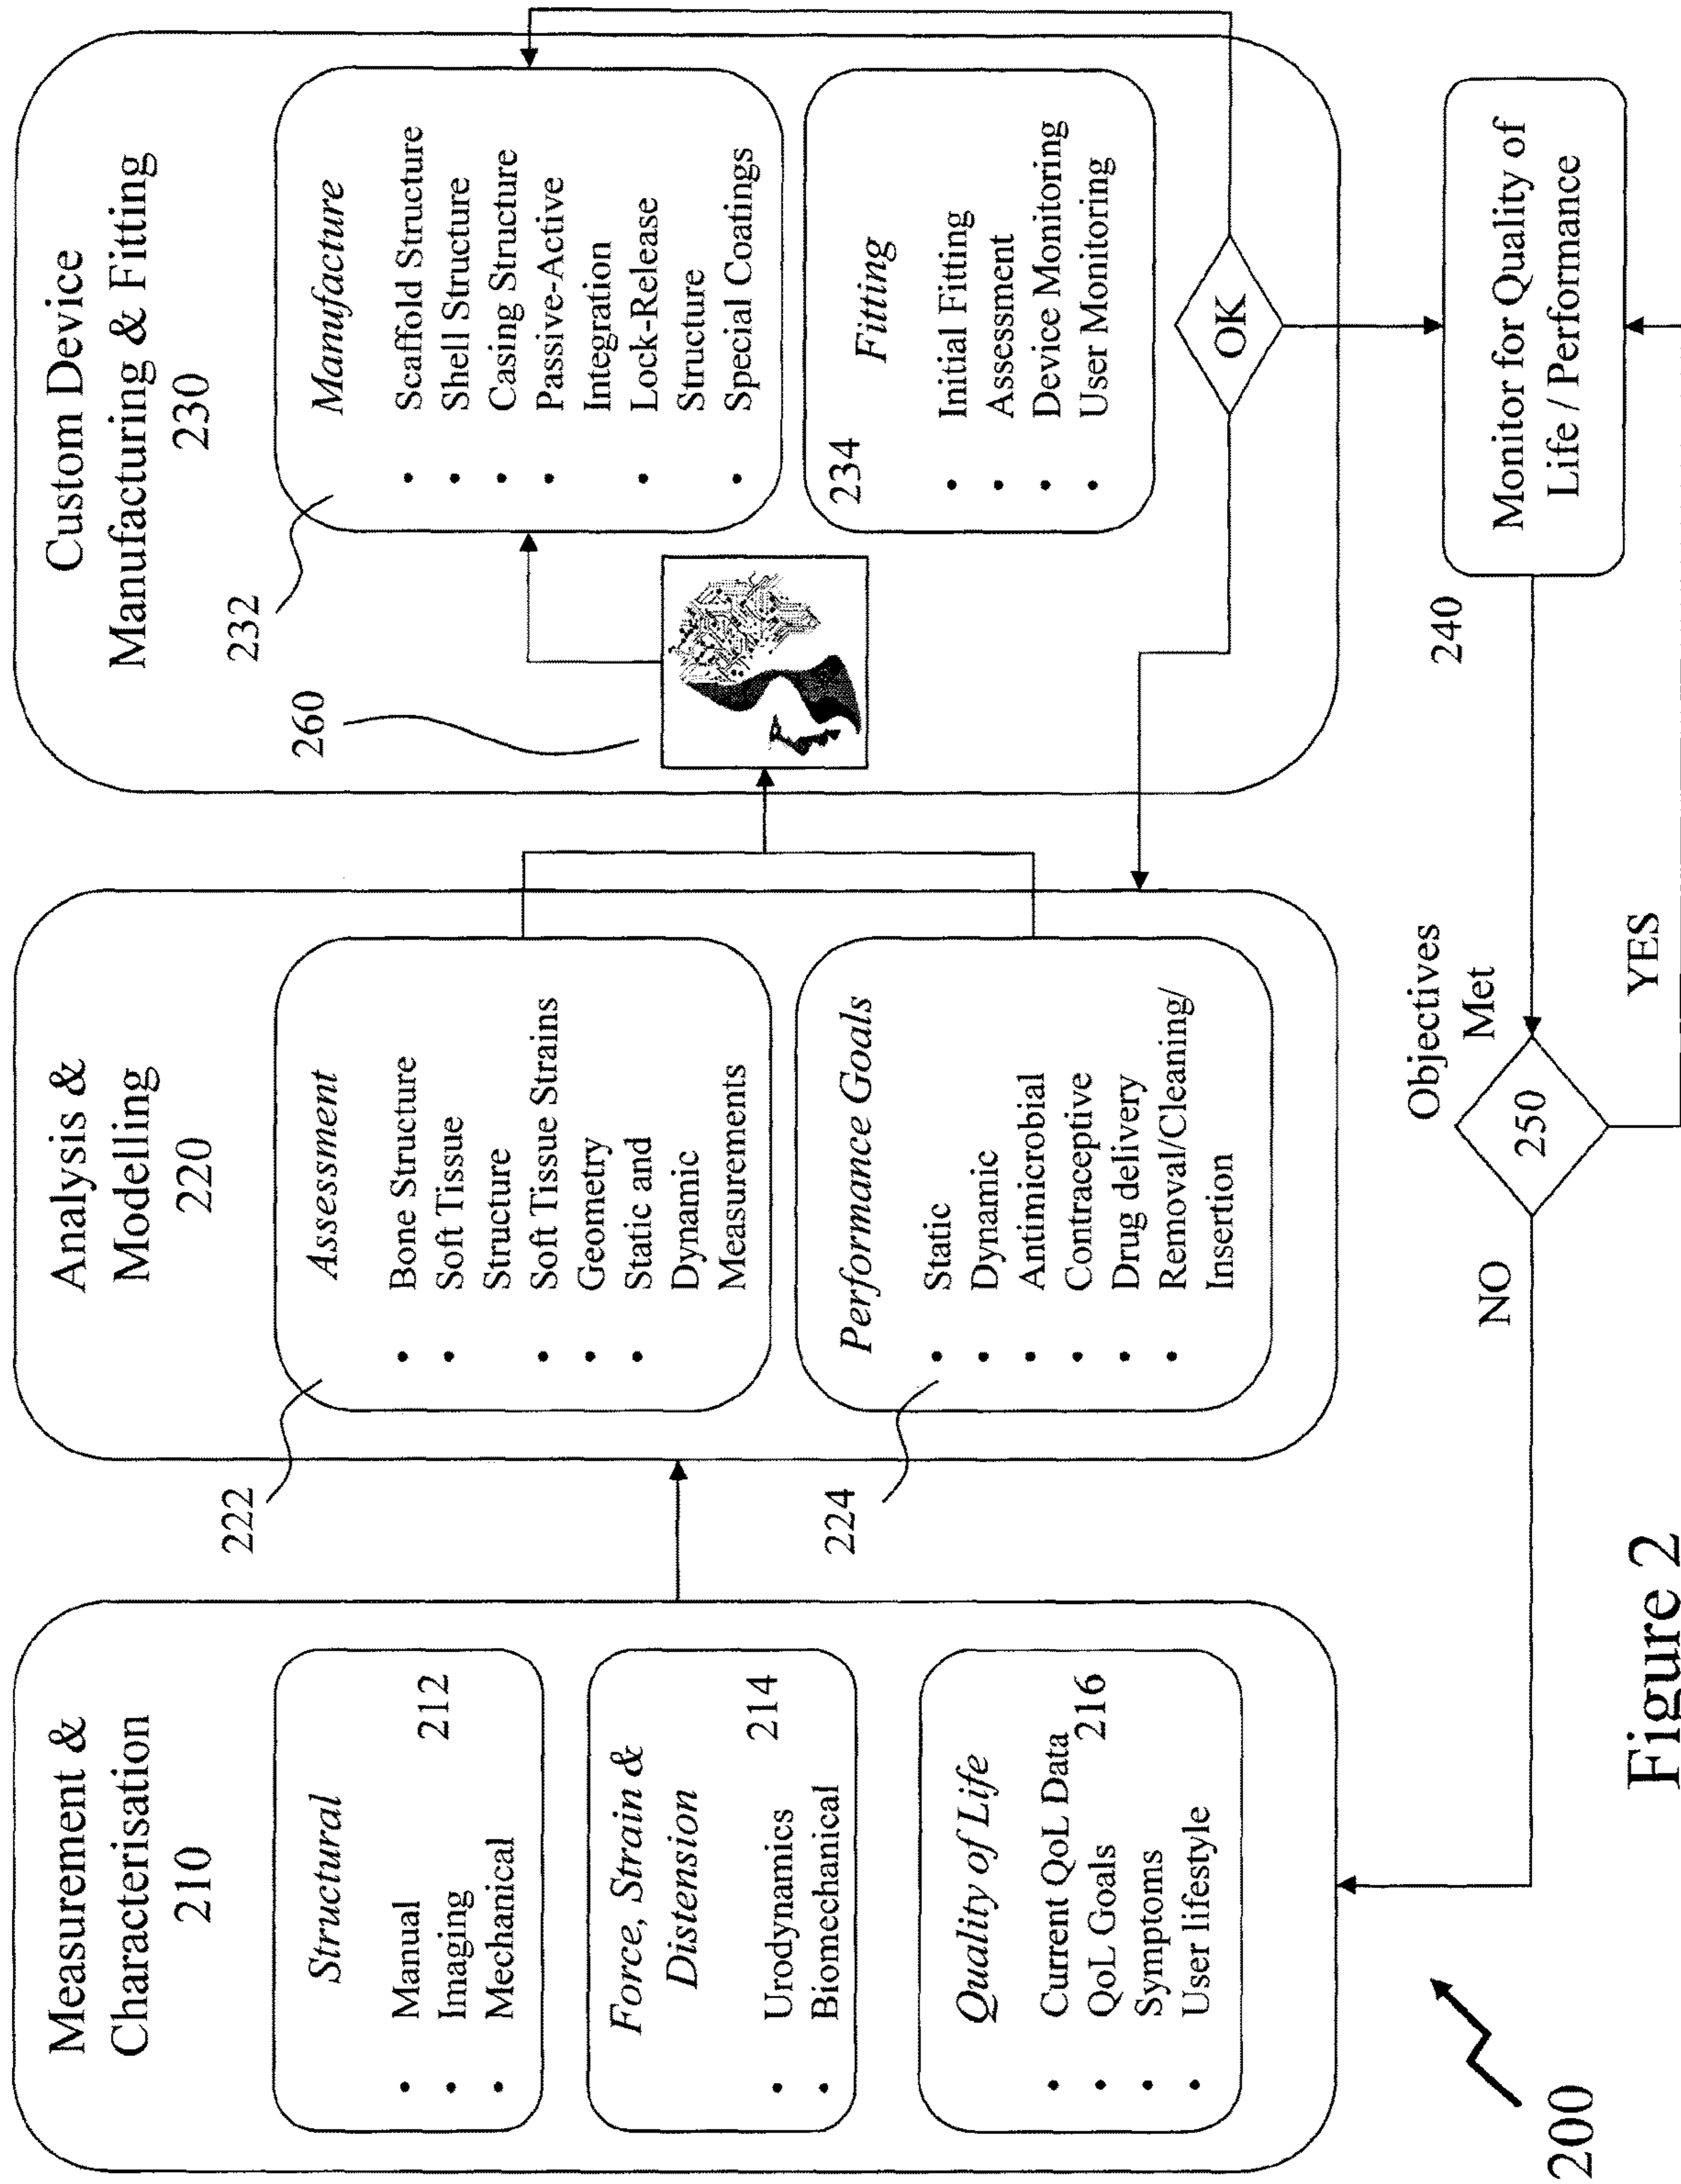 Measurement &
Characterisation
210
Structural
• Manual
212
• Imaging
• Mechanical
Force, Strain &
Distension
214
• Urodynamics
• Biomechanical
Quality of Life
• Current QoL Data
• QoL Goals
216
• Symptoms
• User lifestyle
Analysis &
Modelling
220
222
Assessment
• Bone Structure
• Soft Tissue
Structure
• Soft Tissue Strains
• Geometry
• Static and
Dynamic
Measurements
224
Performance Goals
• Static
• Dynamic
• Antimicrobial
• Contraceptive
• Drug delivery
• Removal/Cleaning/
Insertion
Custom Device
Manufacturing & Fitting
230
232
260
Manufacture
• Scaffold Structure
• Shell Structure
• Casing Structure
• Passive-Active
Integration
• Lock-Release
Structure
• Special Coatings
234
Fitting
• Initial Fitting
• Assessment
• Device Monitoring
• User Monitoring
OK
240
Monitor for Quality of
Life / Performance
Objectives
Met
250
NO
YES
200
Figure 2